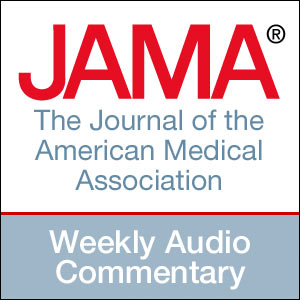 JAMA®
The Journal of the
American Medical
Association
Weekly Audio
Commentary